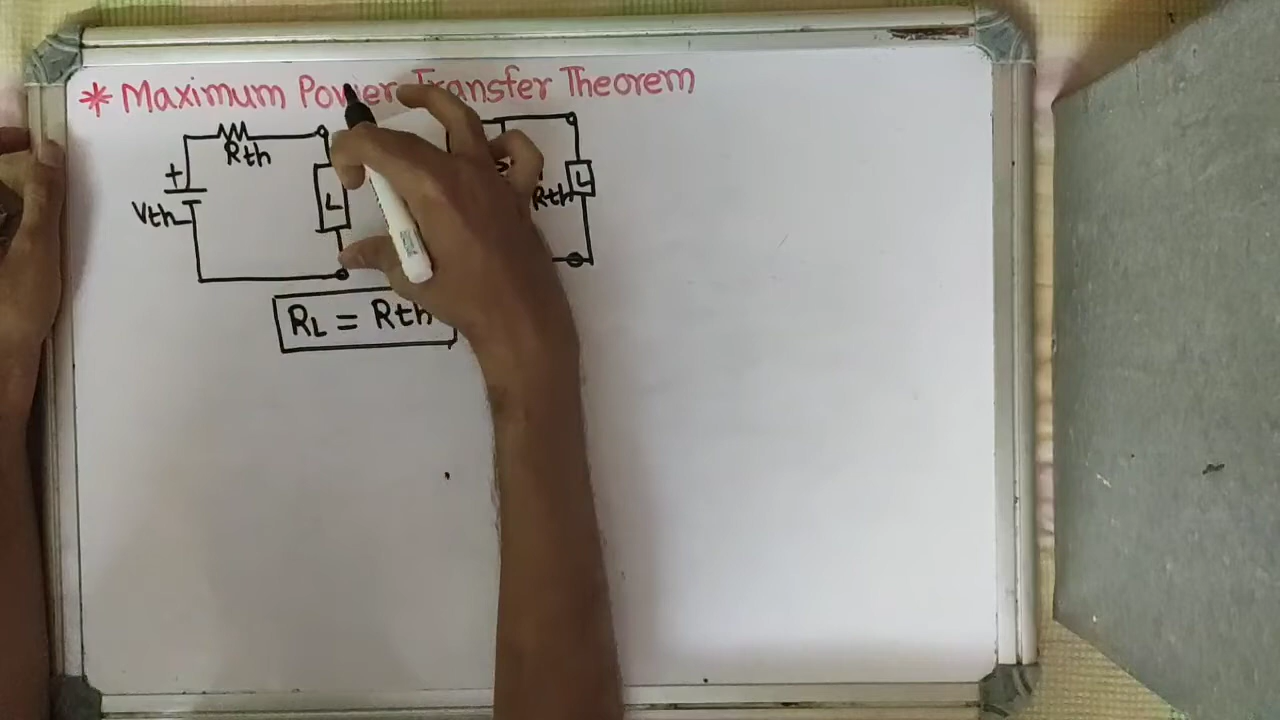 * Maximum Power Transfer Theorem
+
Rth
L
Vth
Rth
L
RL = Rth